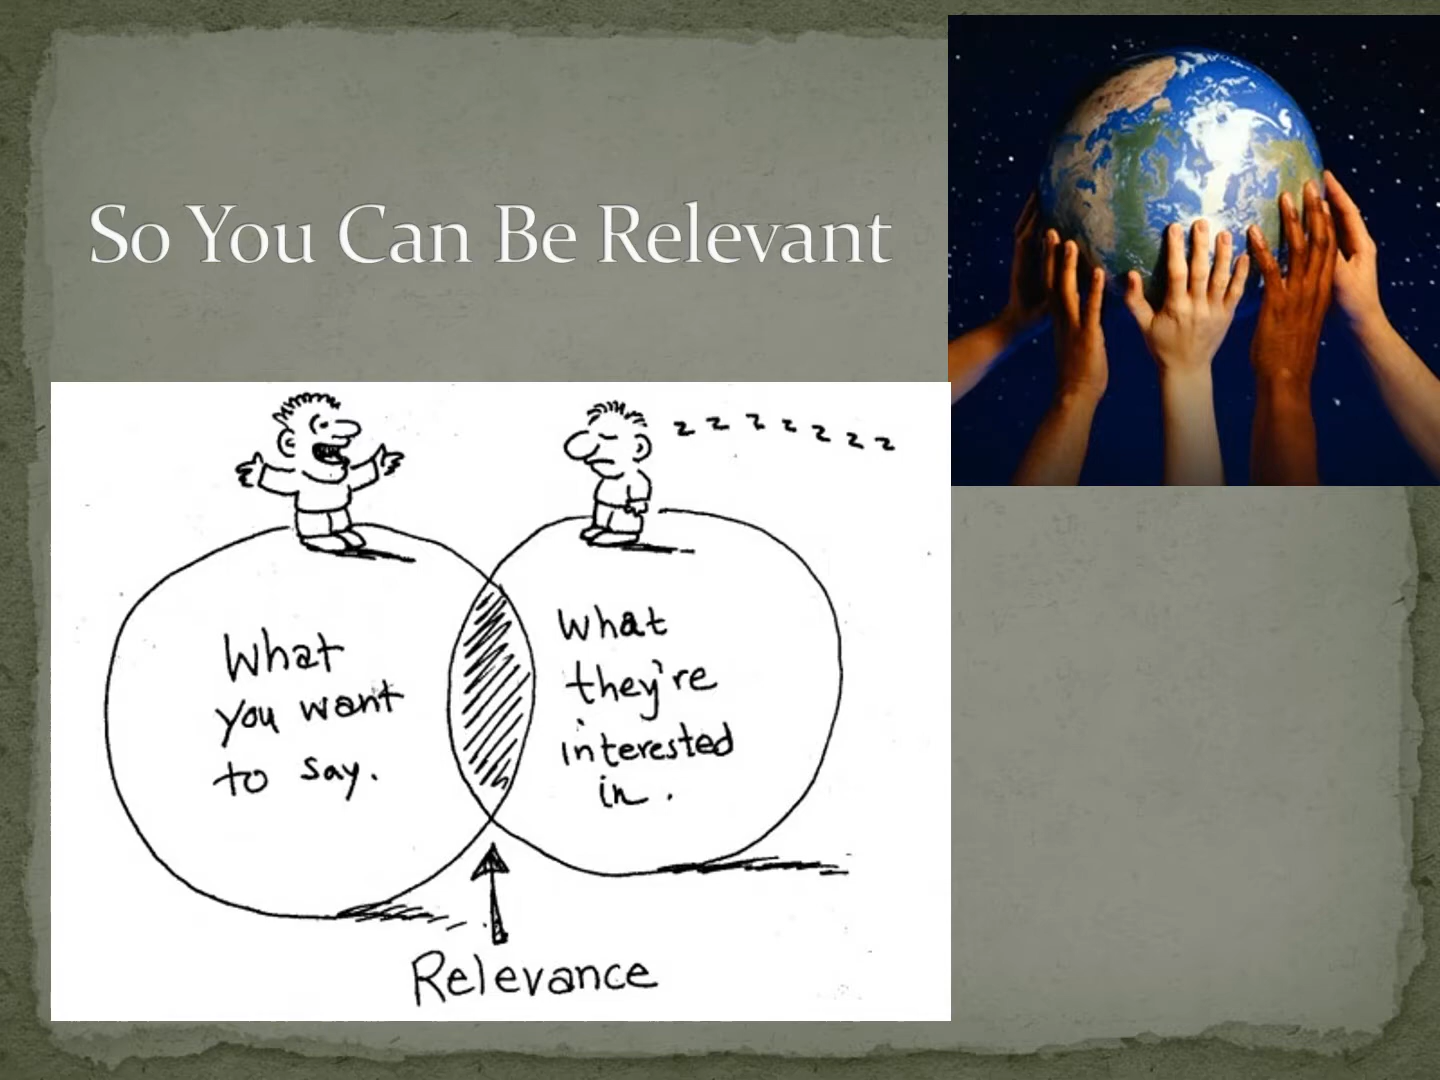 So You Can Be Relevant
z z z z z z z
What
you want
to say.
What
they're
interested
in.
Relevance